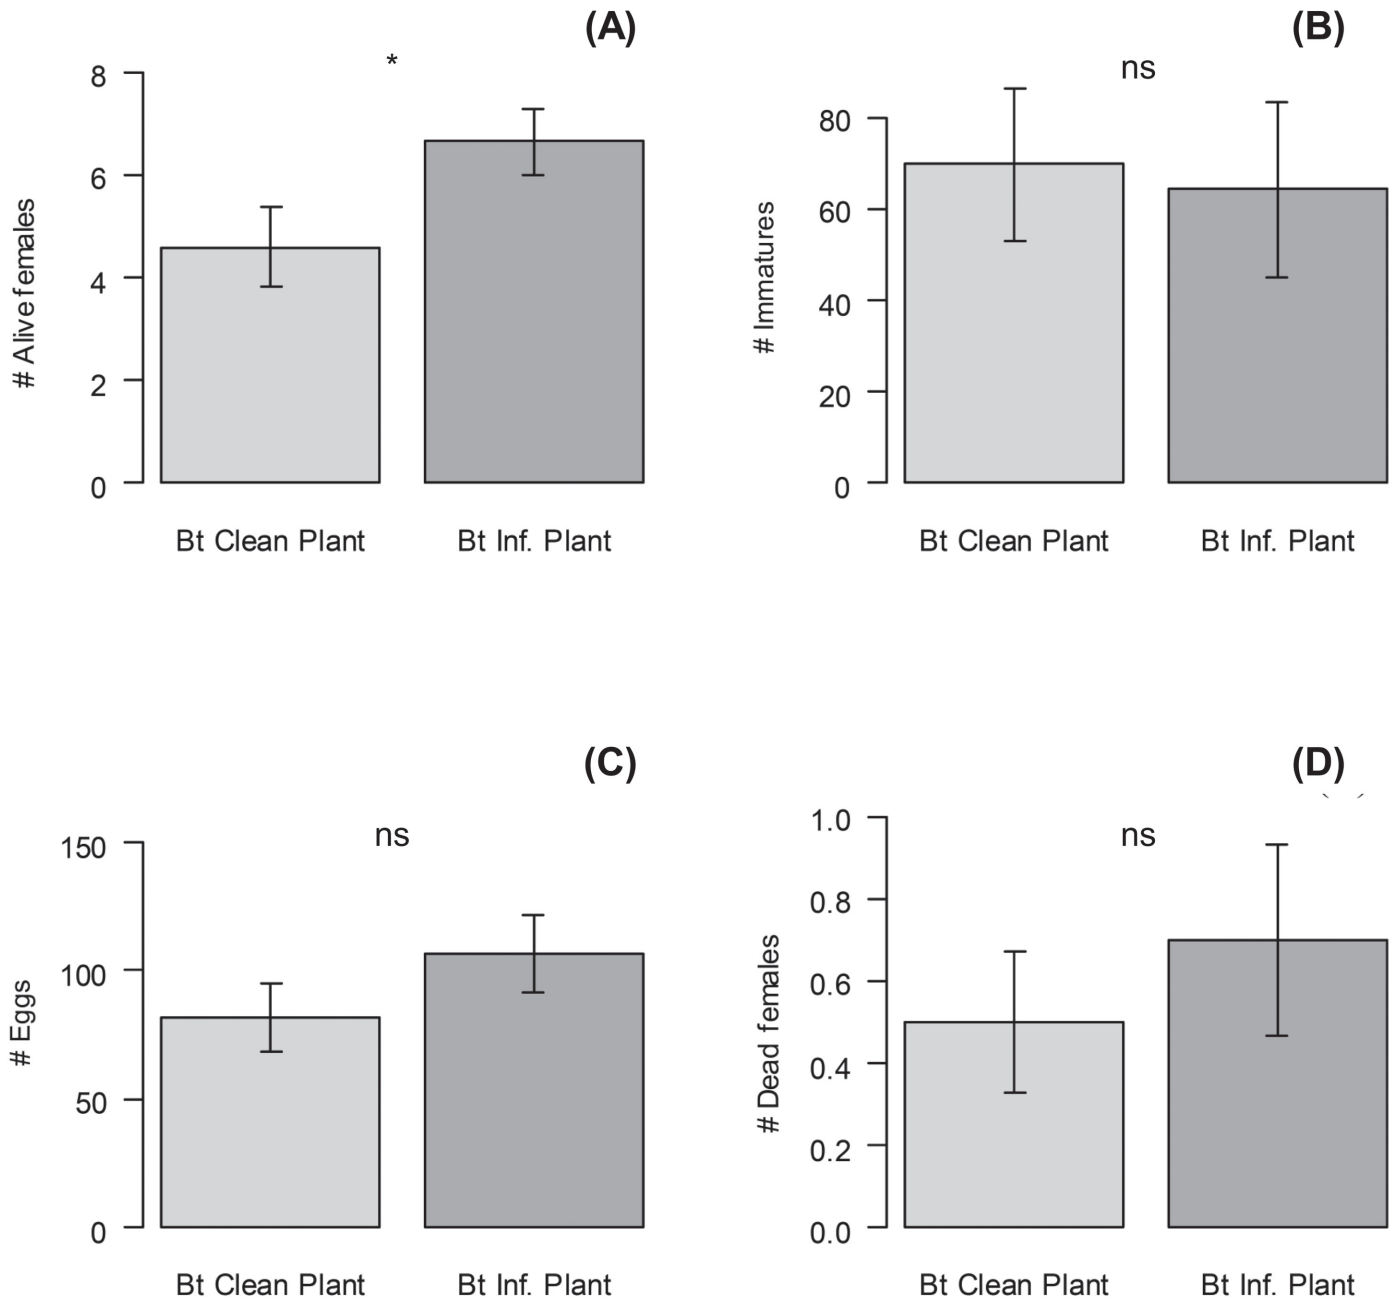 (A)
*
8
6
4
2
0
# Alive females
Bt Clean Plant
Bt Inf. Plant
(B)
ns
80
60
40
20
0
# Immatures
Bt Clean Plant
Bt Inf. Plant
(C)
ns
150
100
50
0
# Eggs
Bt Clean Plant
Bt Inf. Plant
(D)
ns
1.0
0.8
0.6
0.4
0.2
0.0
# Dead females
Bt Clean Plant
Bt Inf. Plant